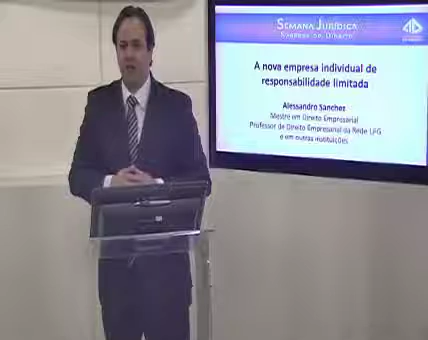 SEMANA JURÍDICA
A nova empresa individual de
responsabilidade limitada
Alessandro Sanchez
Mestre em Direito Empresarial
Professor de Direito Empresarial da Rede LFG
e em outras instituições